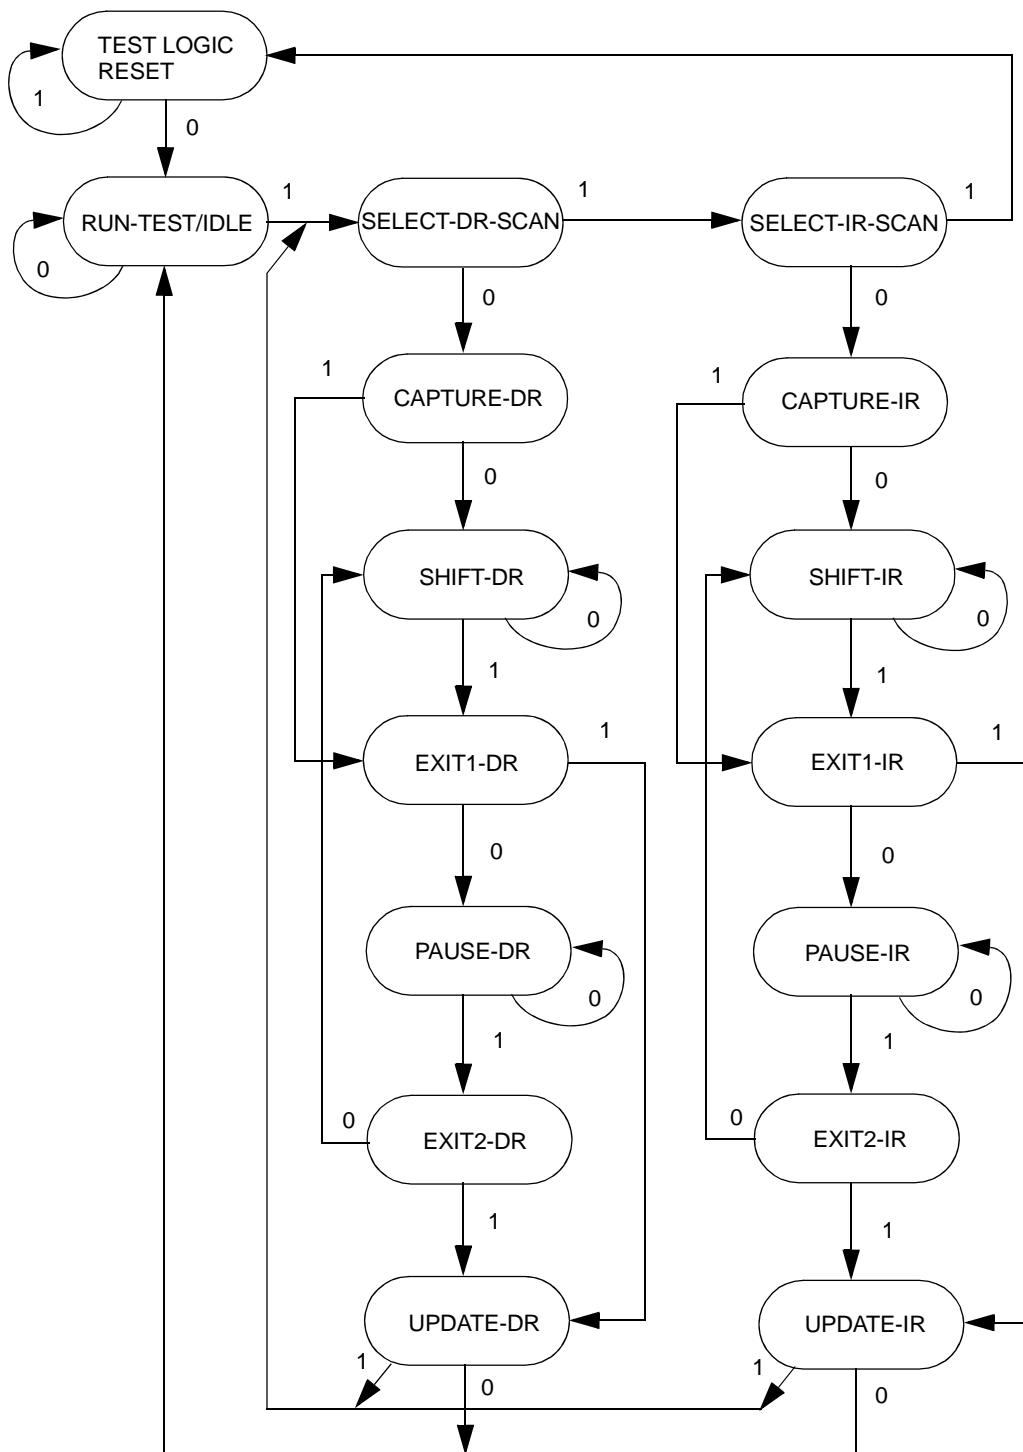 TEST LOGIC
RESET
1
0
RUN-TEST/IDLE
1
0
SELECT-DR-SCAN
1
SELECT-IR-SCAN
1
0
0
1
CAPTURE-DR
1
CAPTURE-IR
0
0
SHIFT-DR
0
SHIFT-IR
0
1
1
EXIT1-DR
1
EXIT1-IR
1
0
0
PAUSE-DR
0
PAUSE-IR
0
1
1
0
EXIT2-DR
0
EXIT2-IR
1
1
UPDATE-DR
UPDATE-IR
1
0
1
0